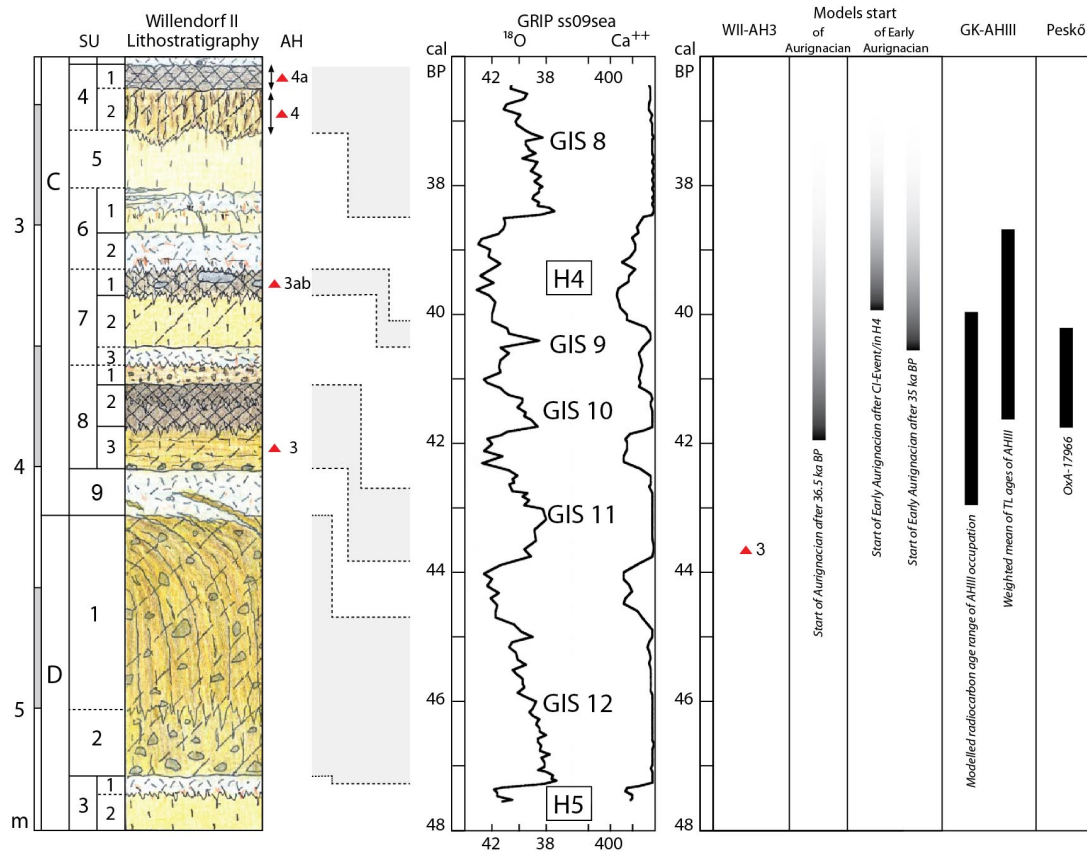 Willendorf II
SU Lithostratigraphy AH
C
D
3
4
5
m
4
1
2
5
6
1
2
7
1
2
3
8
1
2
3
9
1
2
3
1
2
4a
4
3ab
3
GRIP ss09sea
cal
BP
¹⁸O
Ca⁺⁺
42 38 400
GIS 8
H4
GIS 9
GIS 10
GIS 11
GIS 12
H5
42 38 400
cal
BP
38
40
42
44
46
48
cal
BP
38
40
42
44
46
48
WII-AH3
Models start
of
Aurignacian
of Early
Aurignacian
GK-AHIII
Peskő
3
Start of Aurignacian after 36.5 ka BP
Start of Early Aurignacian after CI-Event/in H4
Start of Early Aurignacian after 35 ka BP
Modelled radiocarbon age range of AHIII occupation
Weighted mean of TL ages of AHIII
OxA-17966